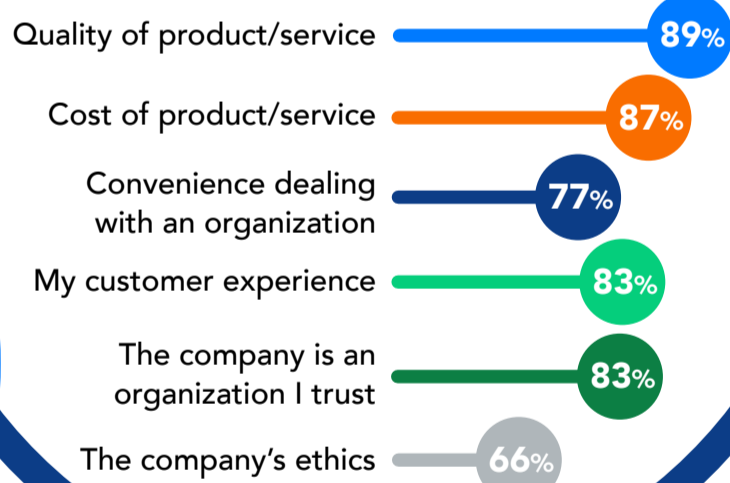 Quality of product/service 89%
Cost of product/service 87%
Convenience dealing
with an organization 77%
My customer experience 83%
The company is an
organization I trust 83%
The company’s ethics 66%